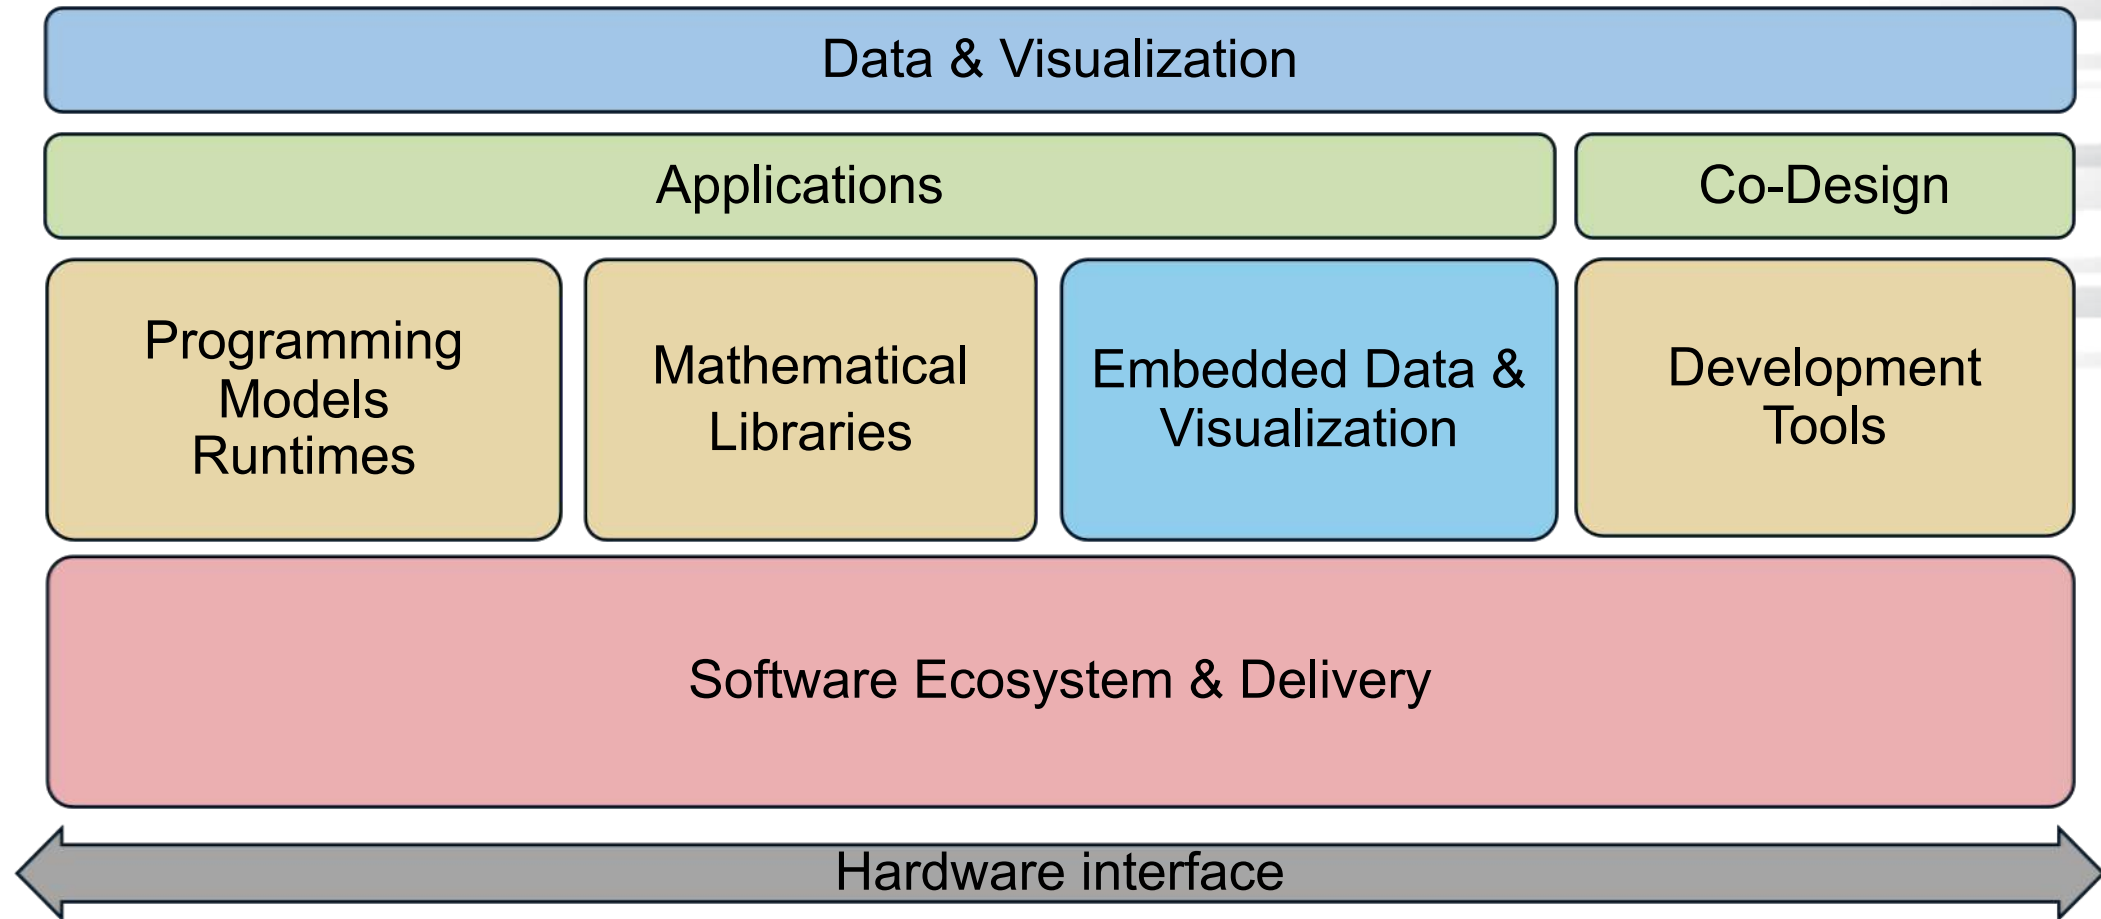 Data & Visualization
Applications
Co-Design
Programming
Models
Runtimes
Mathematical
Libraries
Embedded Data &
Visualization
Development
Tools
Software Ecosystem & Delivery
Hardware interface